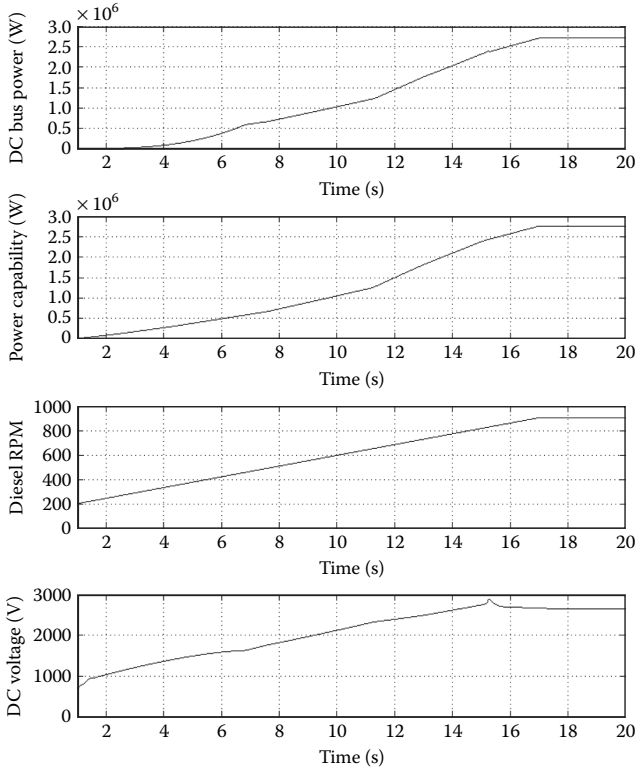 × 10⁶
DC bus power (W)
3.0
2.5
2.0
1.5
1.0
0.5
0
2 4 6 8 10 12 14 16 18 20
Time (s)
× 10⁶
Power capability (W)
3.0
2.5
2.0
1.5
1.0
0.5
0
2 4 6 8 10 12 14 16 18 20
Time (s)
Diesel RPM
1000
800
600
400
200
0
2 4 6 8 10 12 14 16 18 20
Time (s)
DC voltage (V)
3000
2000
1000
0
2 4 6 8 10 12 14 16 18 20
Time (s)